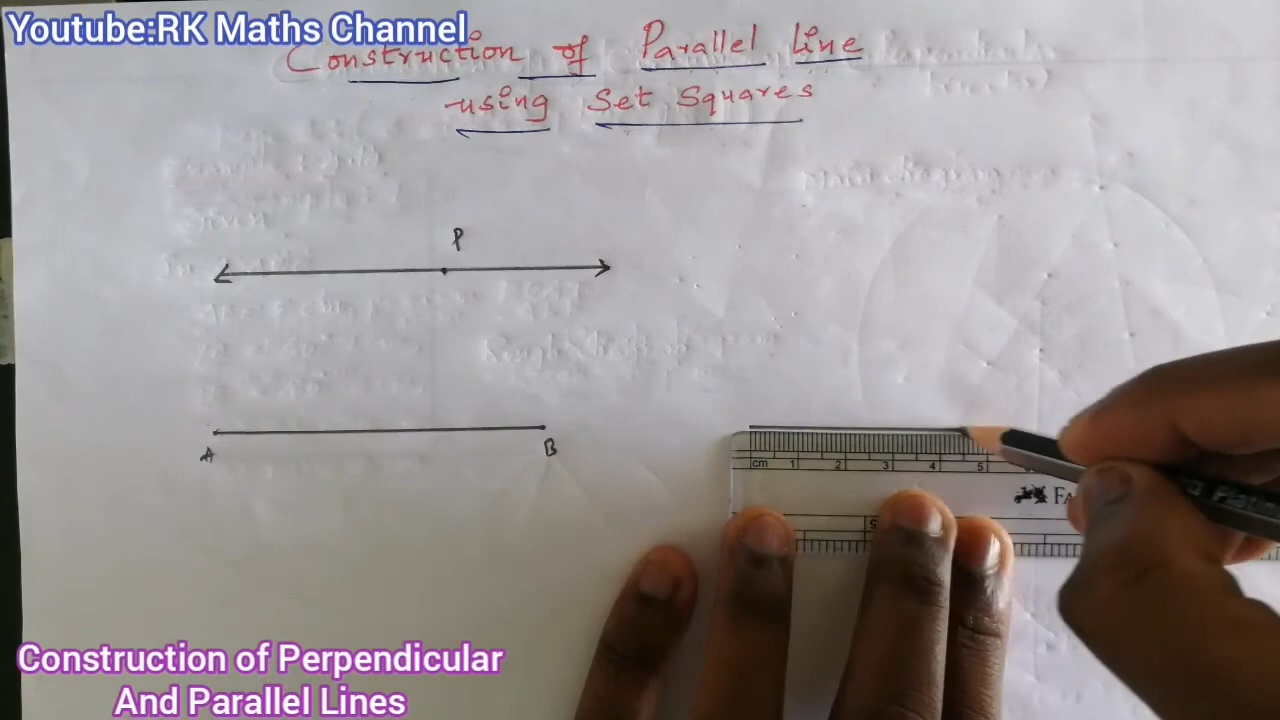 Youtube:RK Maths Channel
Construction of Parallel Line
using Set Squares
P
A
B
cm 1 2 3 4 5
5
Construction of Perpendicular
And Parallel Lines